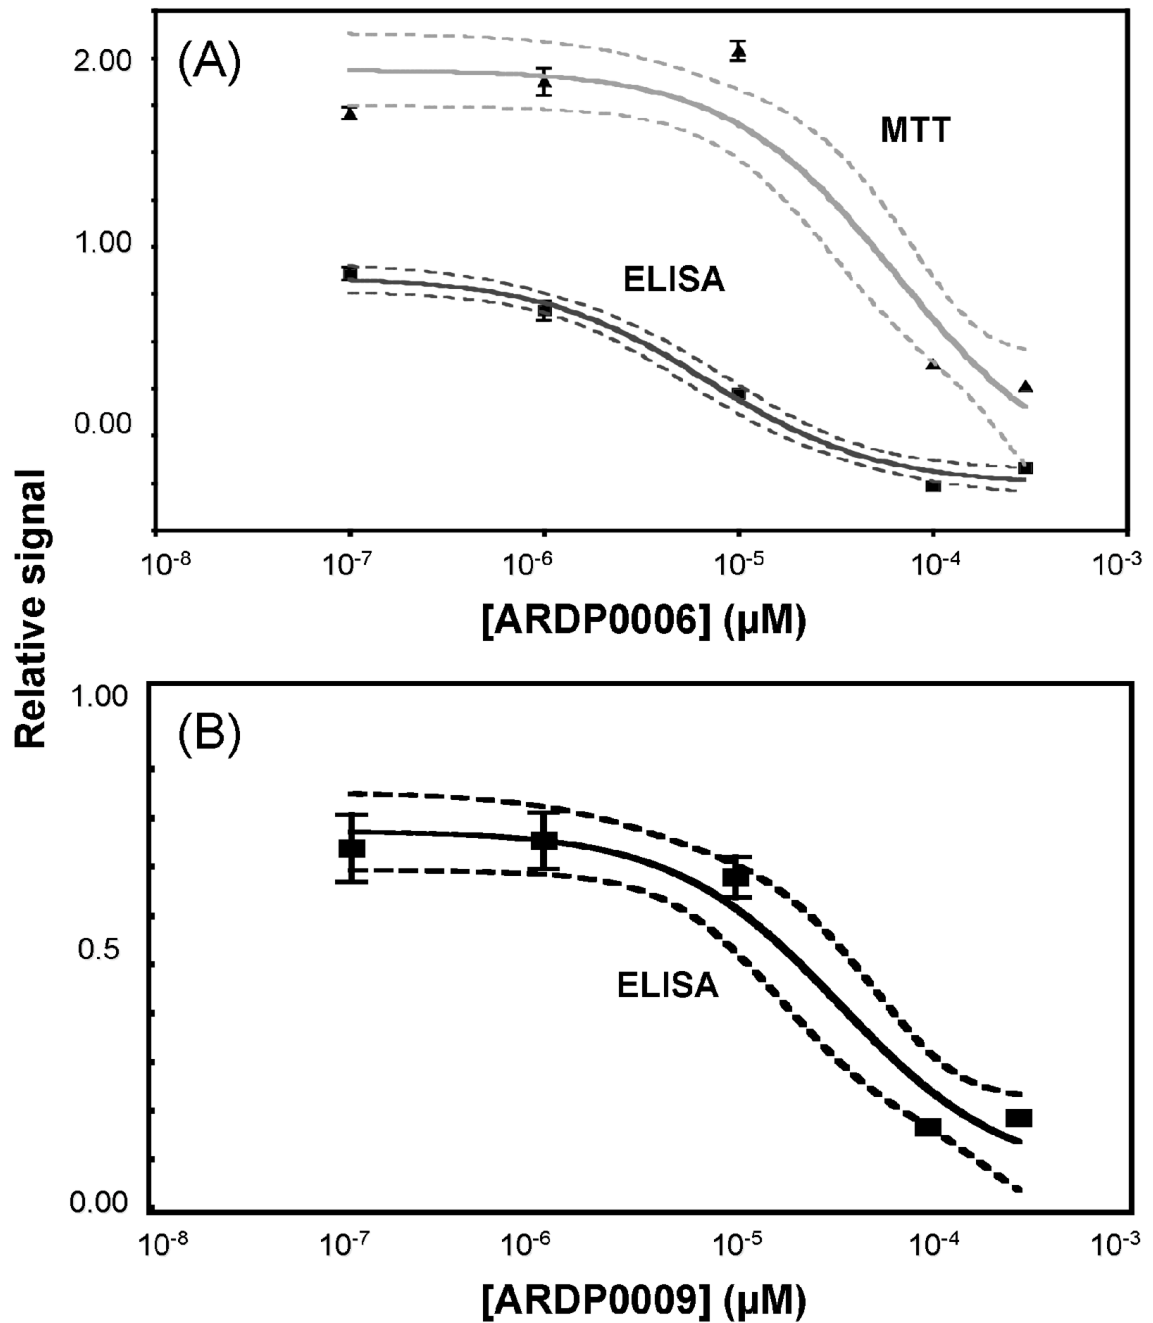 (A)
2.00
MTT
1.00
ELISA
0.00
10-8 10-7 10-6 10-5 10-4 10-3
[ARDP0006] (µM)
Relative signal
1.00
(B)
0.5
ELISA
0.00
10-8 10-7 10-6 10-5 10-4 10-3
[ARDP0009] (µM)